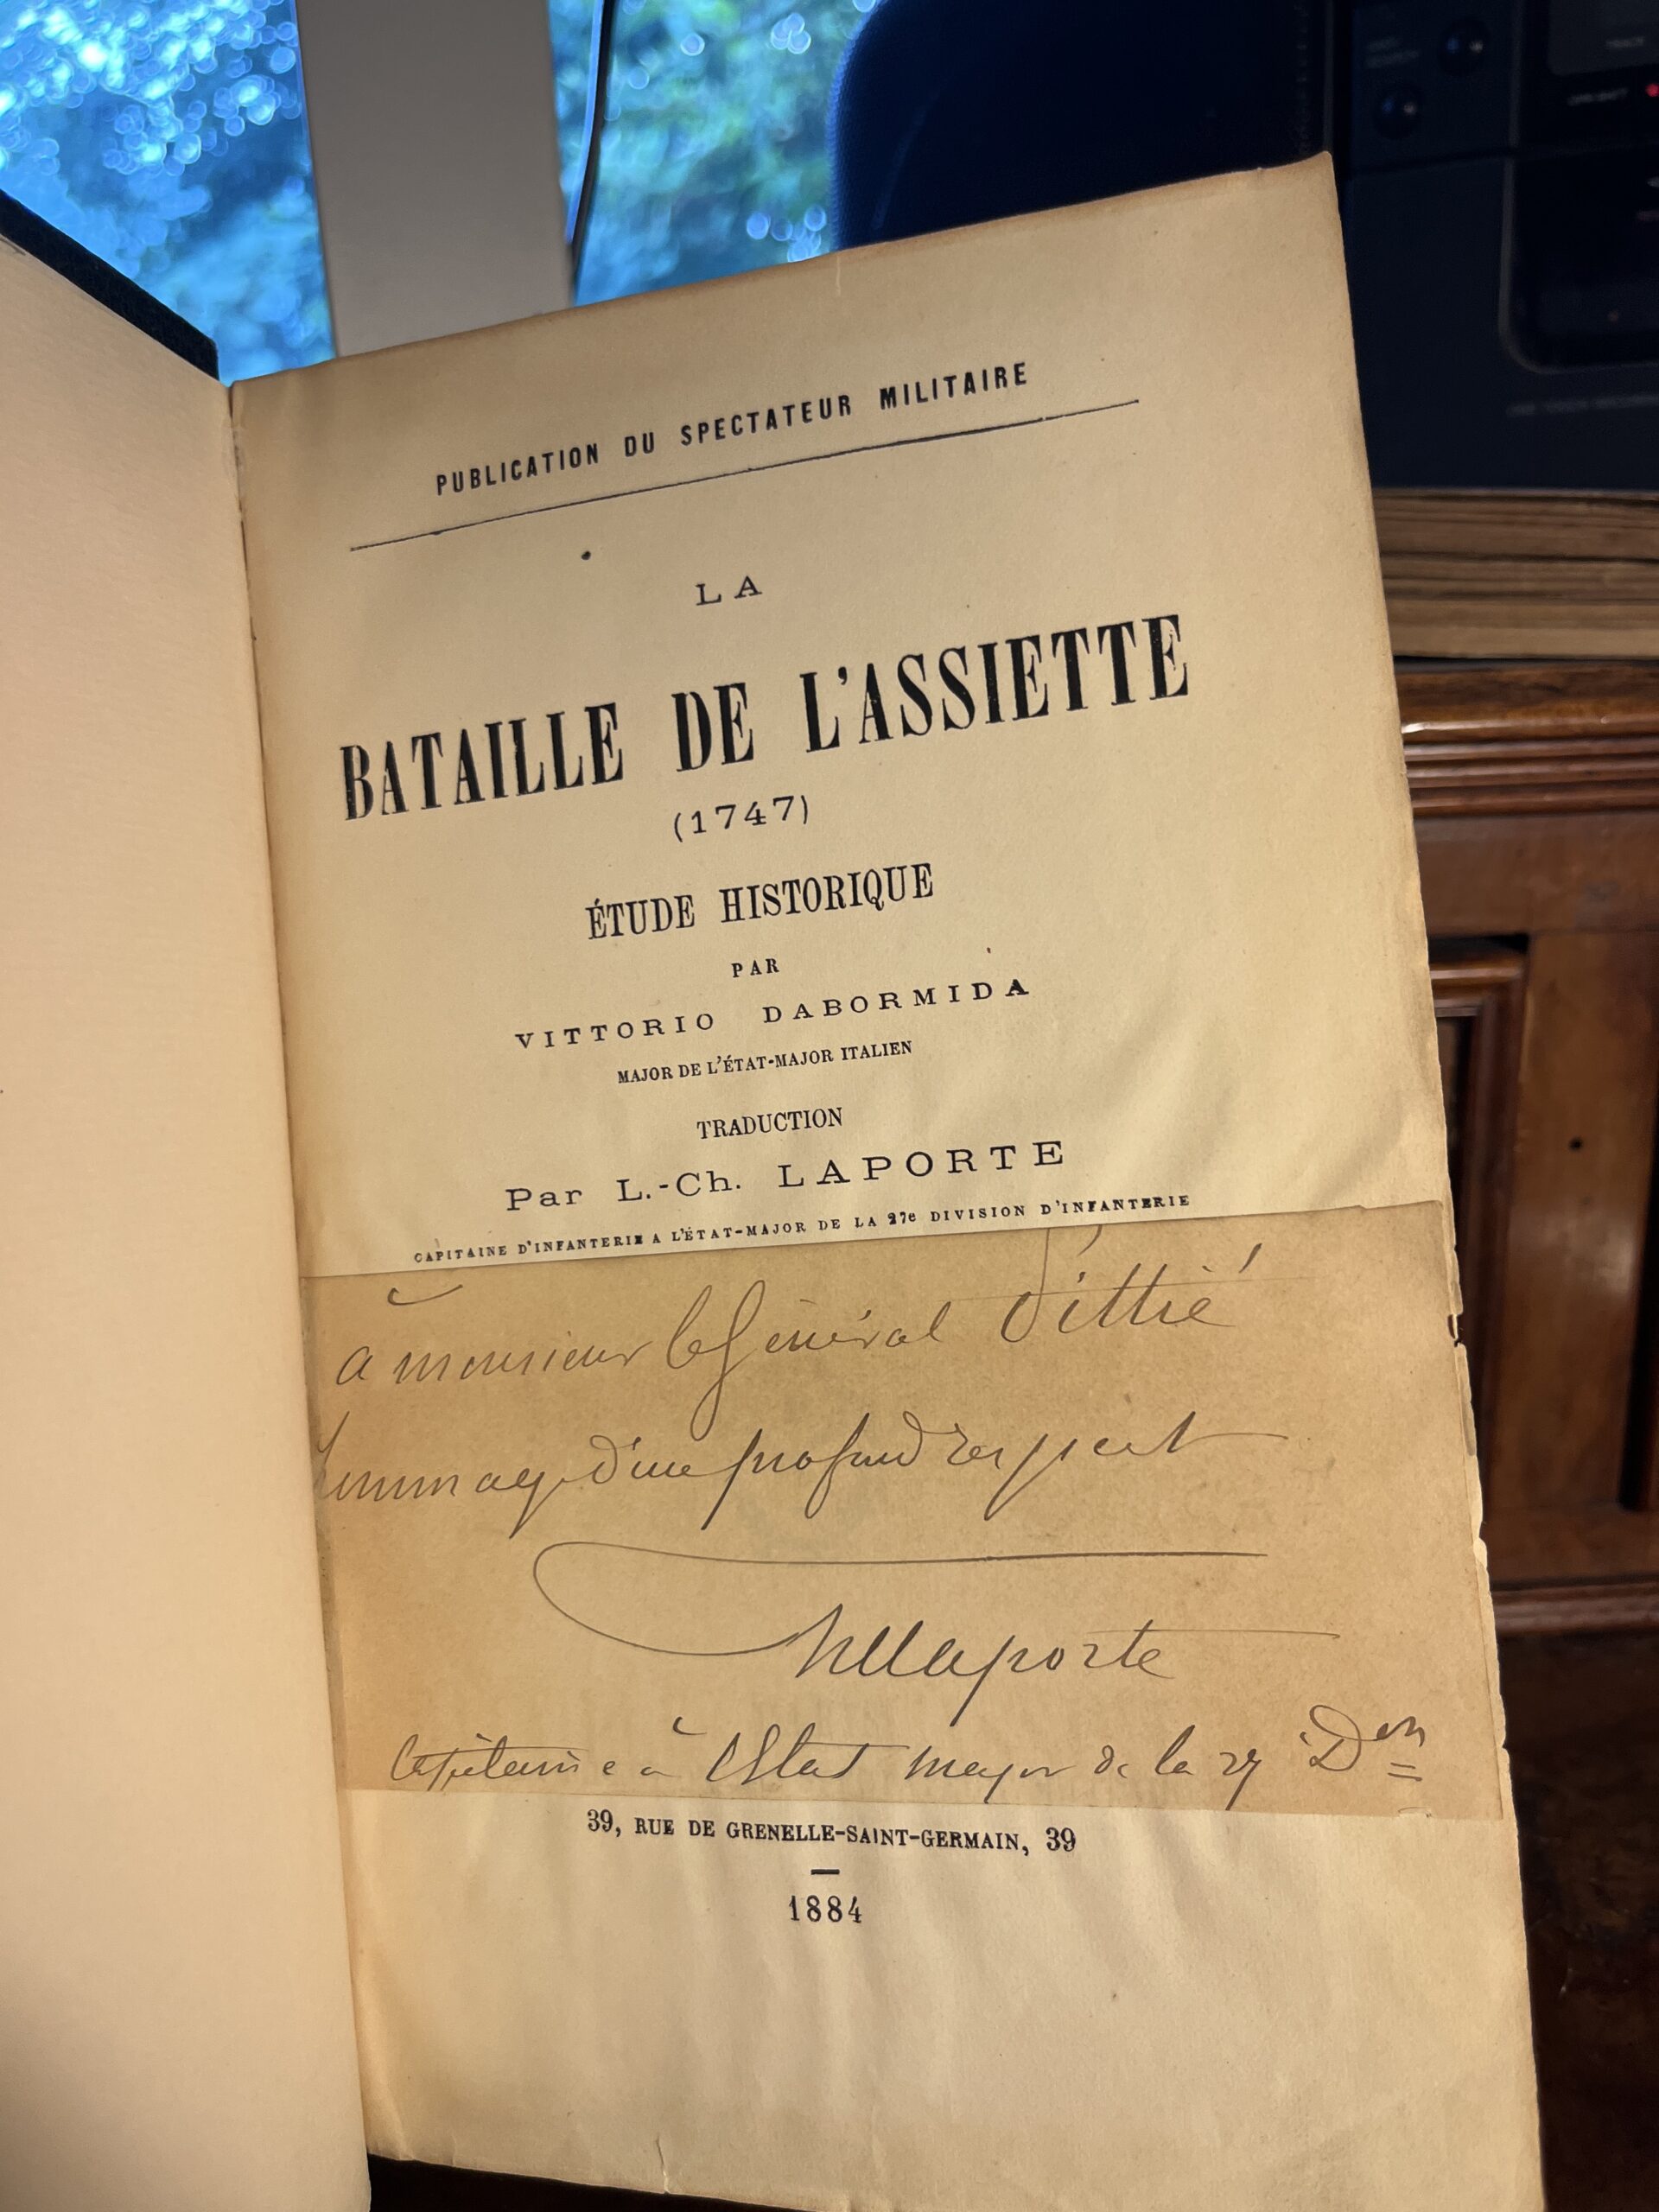 PUBLICATION DU SPECTATEUR MILITAIRE
LA
BATAILLE DE L'ASSIETTE
(1747)
ÉTUDE HISTORIQUE
PAR
VITTORIO DABORMIDA
MAJOR DE L'ÉTAT-MAJOR ITALIEN
TRADUCTION
Par L.-Ch. LAPORTE
CAPITAINE D'INFANTERIE A L'ÉTAT-MAJOR DE LA 27e DIVISION D'INFANTERIE
à monsieur le Général Pittié
hommage d'un profond respect
Laporte
Capitaine à l'Etat major de la 27 Don
39, RUE DE GRENELLE-SAINT-GERMAIN, 39
1884